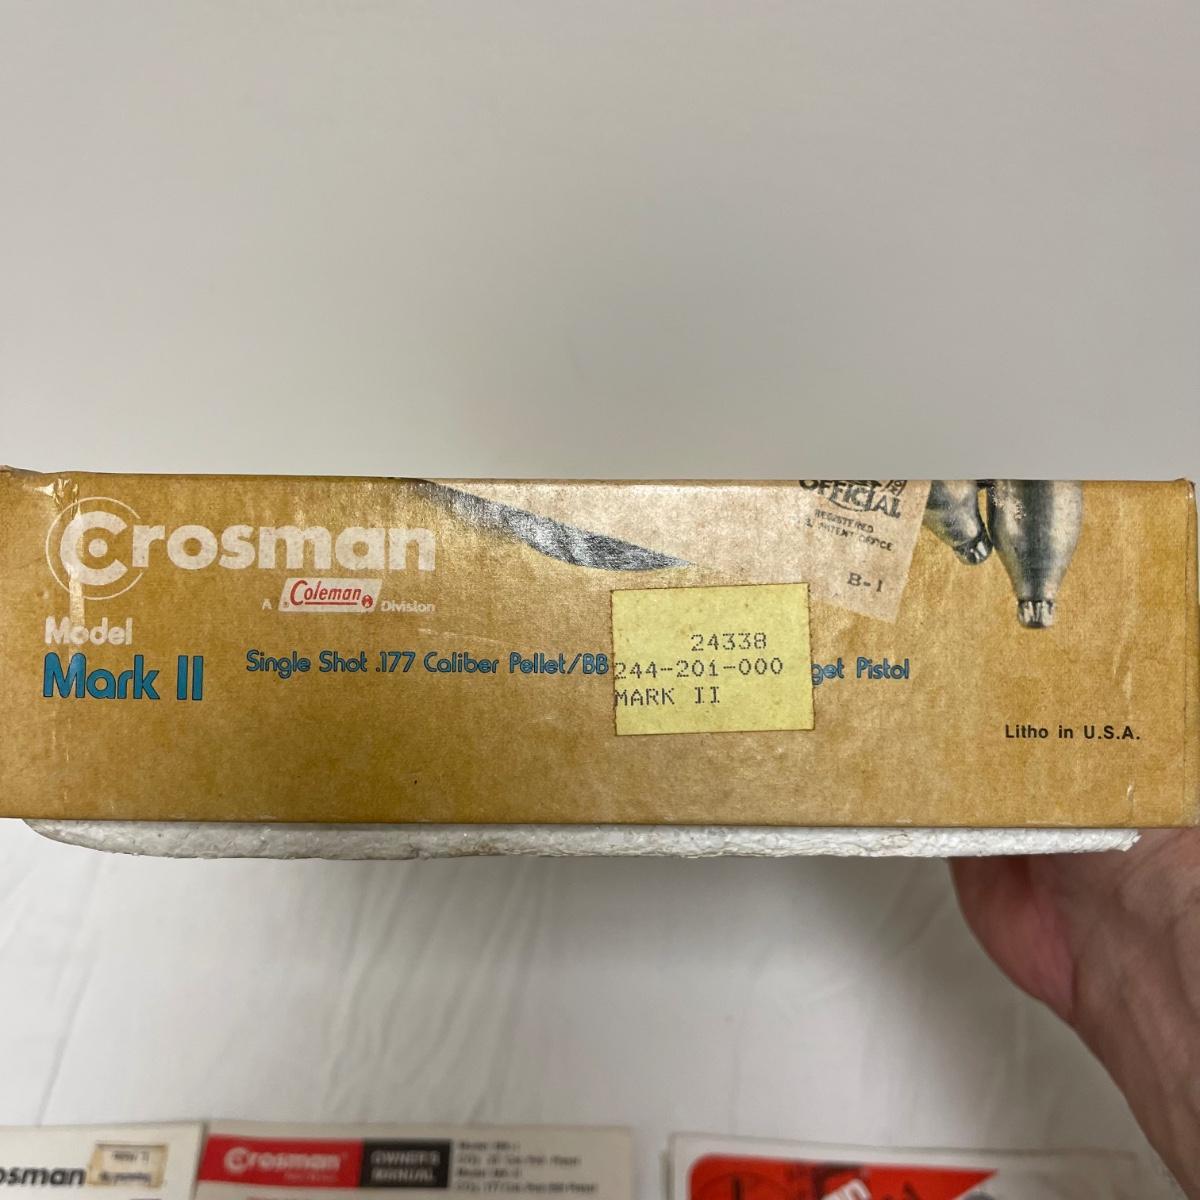 Crosman
A Coleman Division
Model
Mark II
Single Shot .177 Caliber Pellet/BB get Pistol
24338
244-201-000
MARK II
OFFICIAL
REGISTERED
U.S. PATENT OFFICE
B-1
Litho in U.S.A.
osman
Crosman
OWNER'S
MANUAL